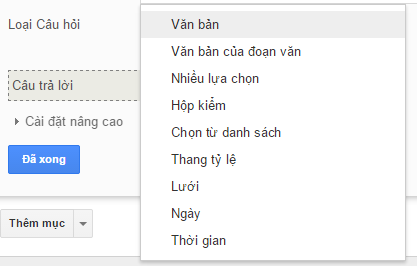 Loại Câu hỏi
Câu trả lời
Cài đặt nâng cao
Đã xong
Thêm mục
Văn bản
Văn bản của đoạn văn
Nhiều lựa chọn
Hộp kiểm
Chọn từ danh sách
Thang tỷ lệ
Lưới
Ngày
Thời gian